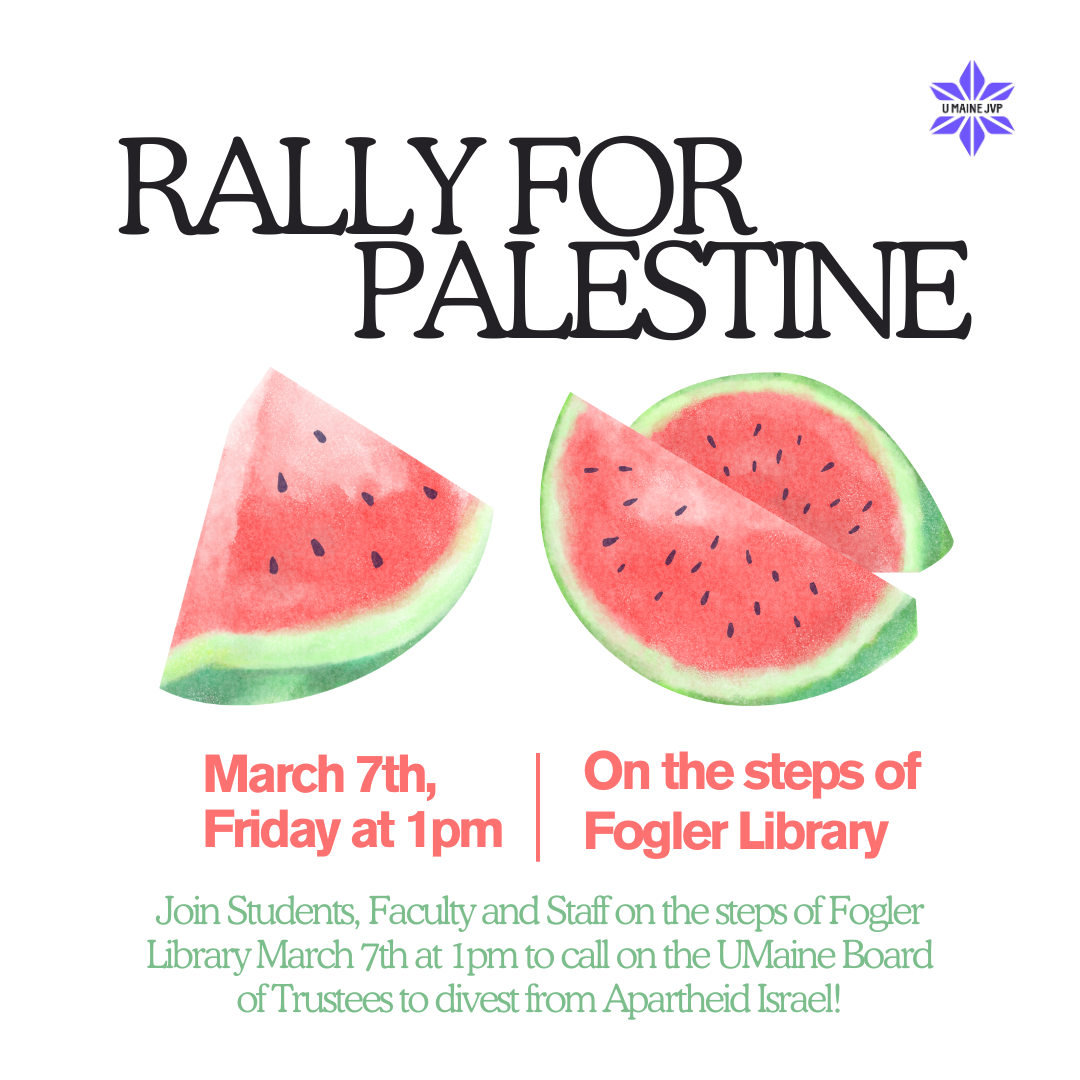 U MAINE JVP
RALLY FOR
PALESTINE
March 7th,
Friday at 1pm
On the steps of
Fogler Library
Join Students, Faculty and Staff on the steps of Fogler
Library March 7th at 1pm to call on the UMaine Board
of Trustees to divest from Apartheid Israel!